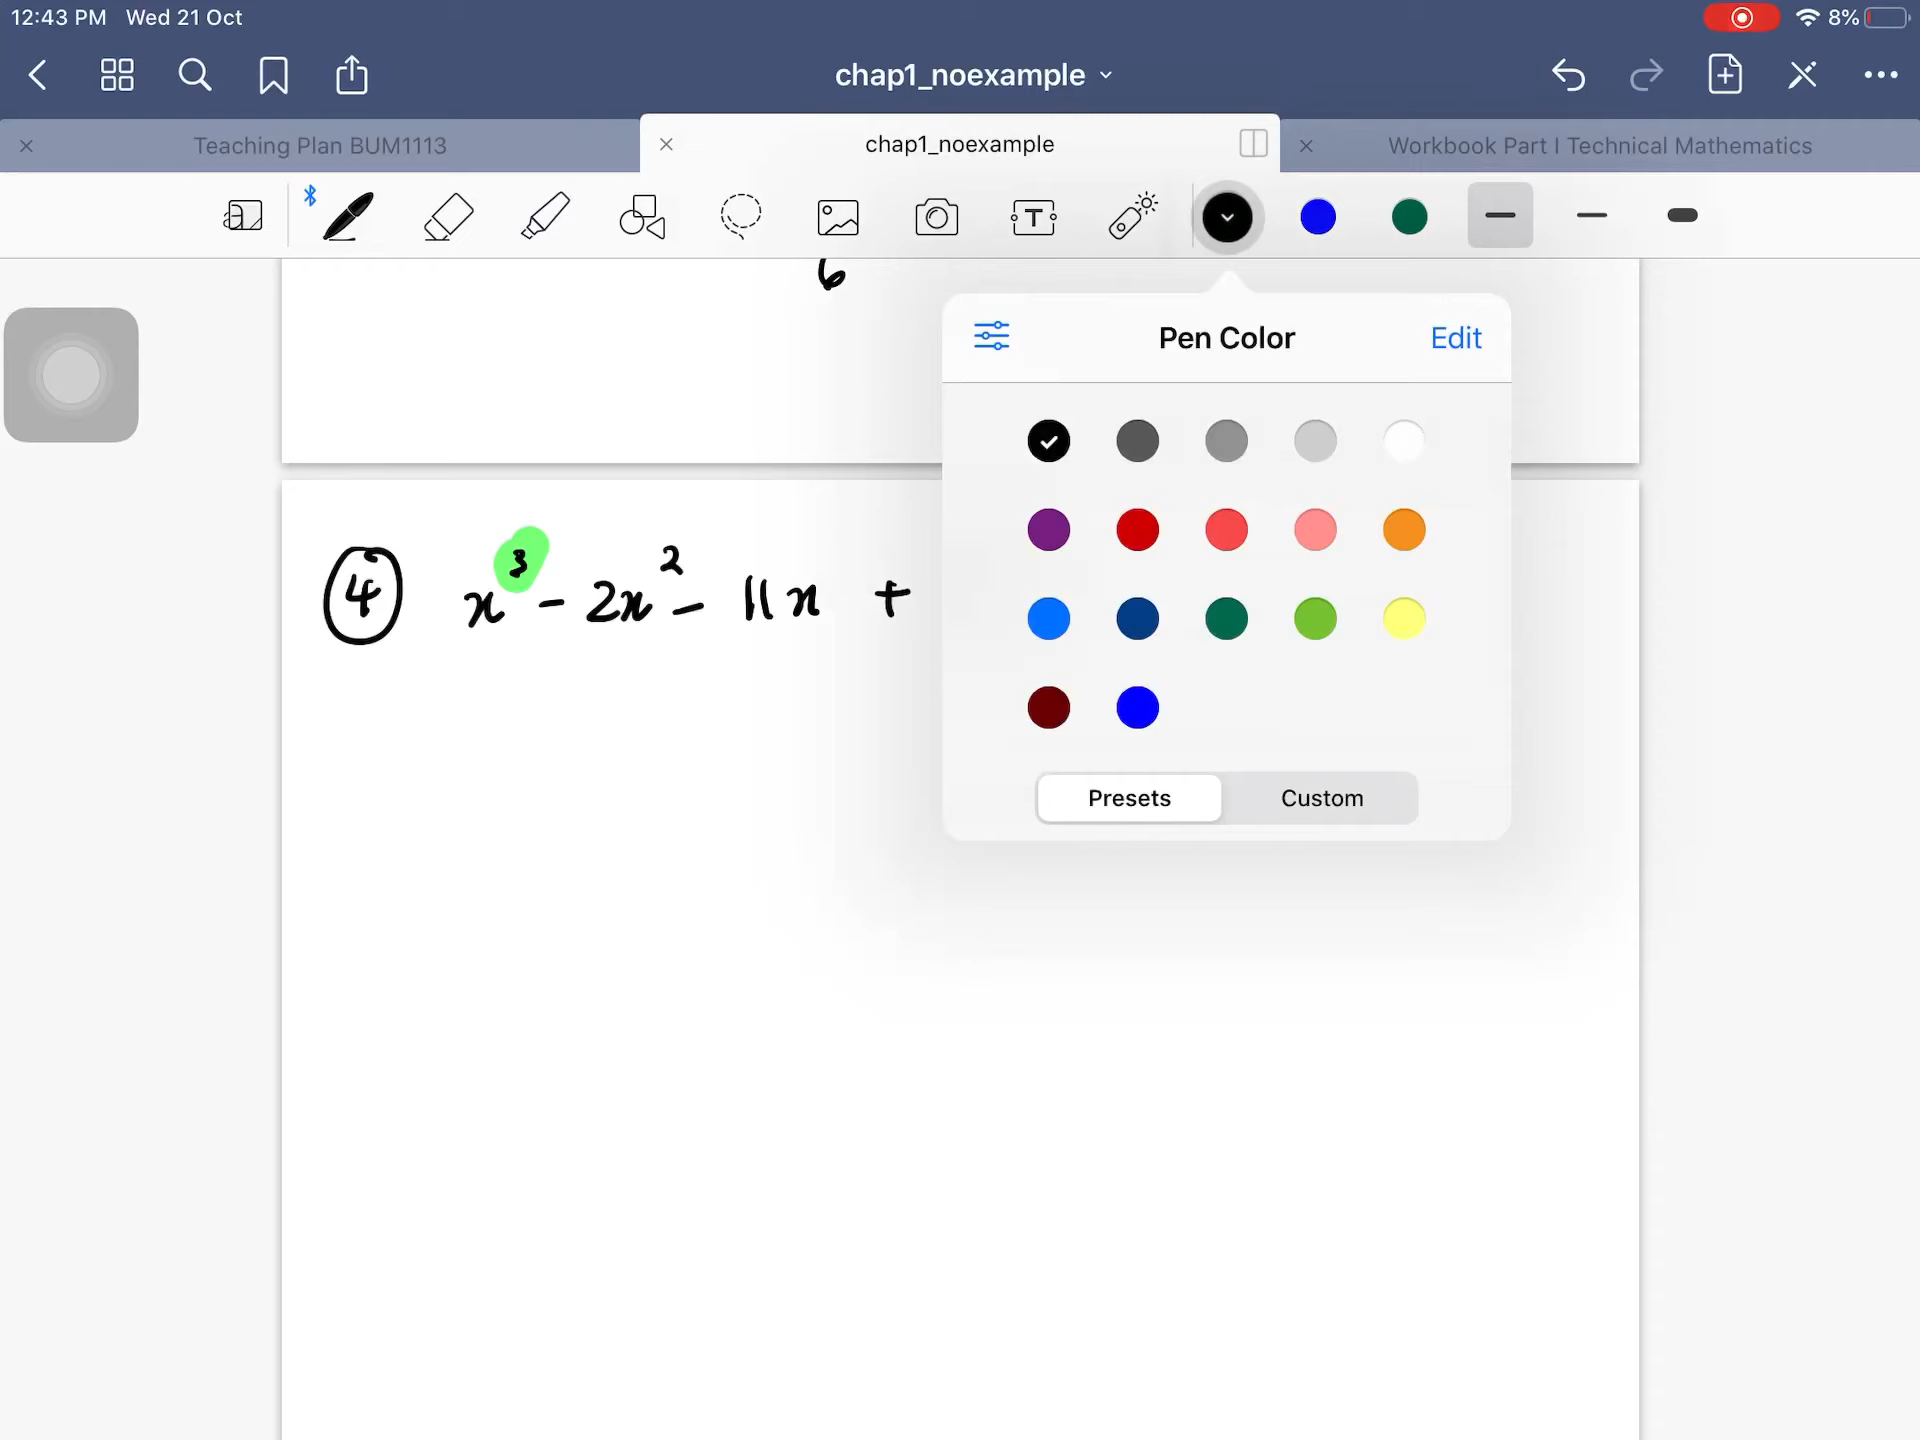 12:43 PM Wed 21 Oct 8%
chap1_noexample
Teaching Plan BUM1113 chap1_noexample Workbook Part I Technical Mathematics
T
6
Pen Color Edit
④ x³ - 2x² - 11x +
Presets Custom